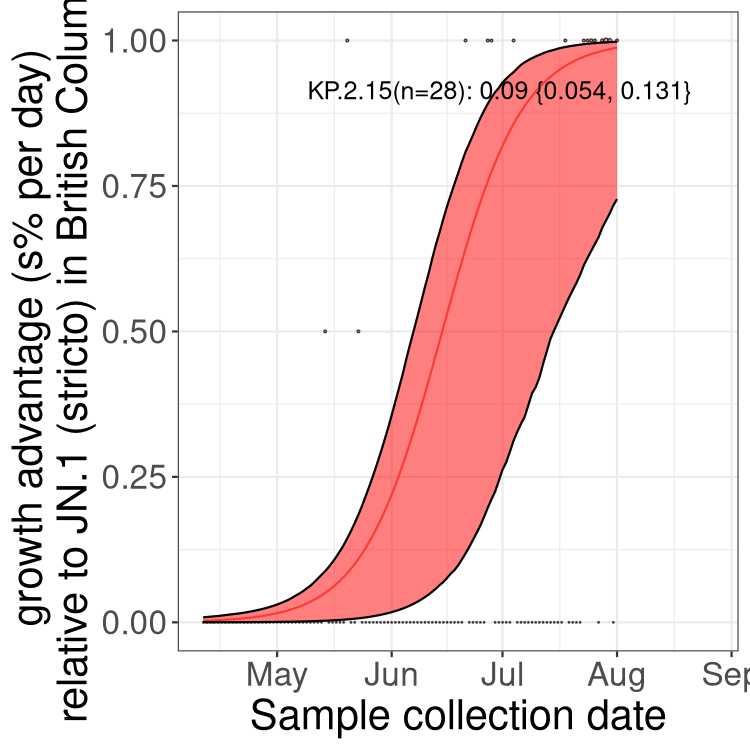 growth advantage (s% per day)
relative to JN.1 (stricto) in British Colum
1.00
0.75
0.50
0.25
0.00
KP.2.15(n=28): 0.09 {0.054, 0.131}
May Jun Jul Aug Sep
Sample collection date